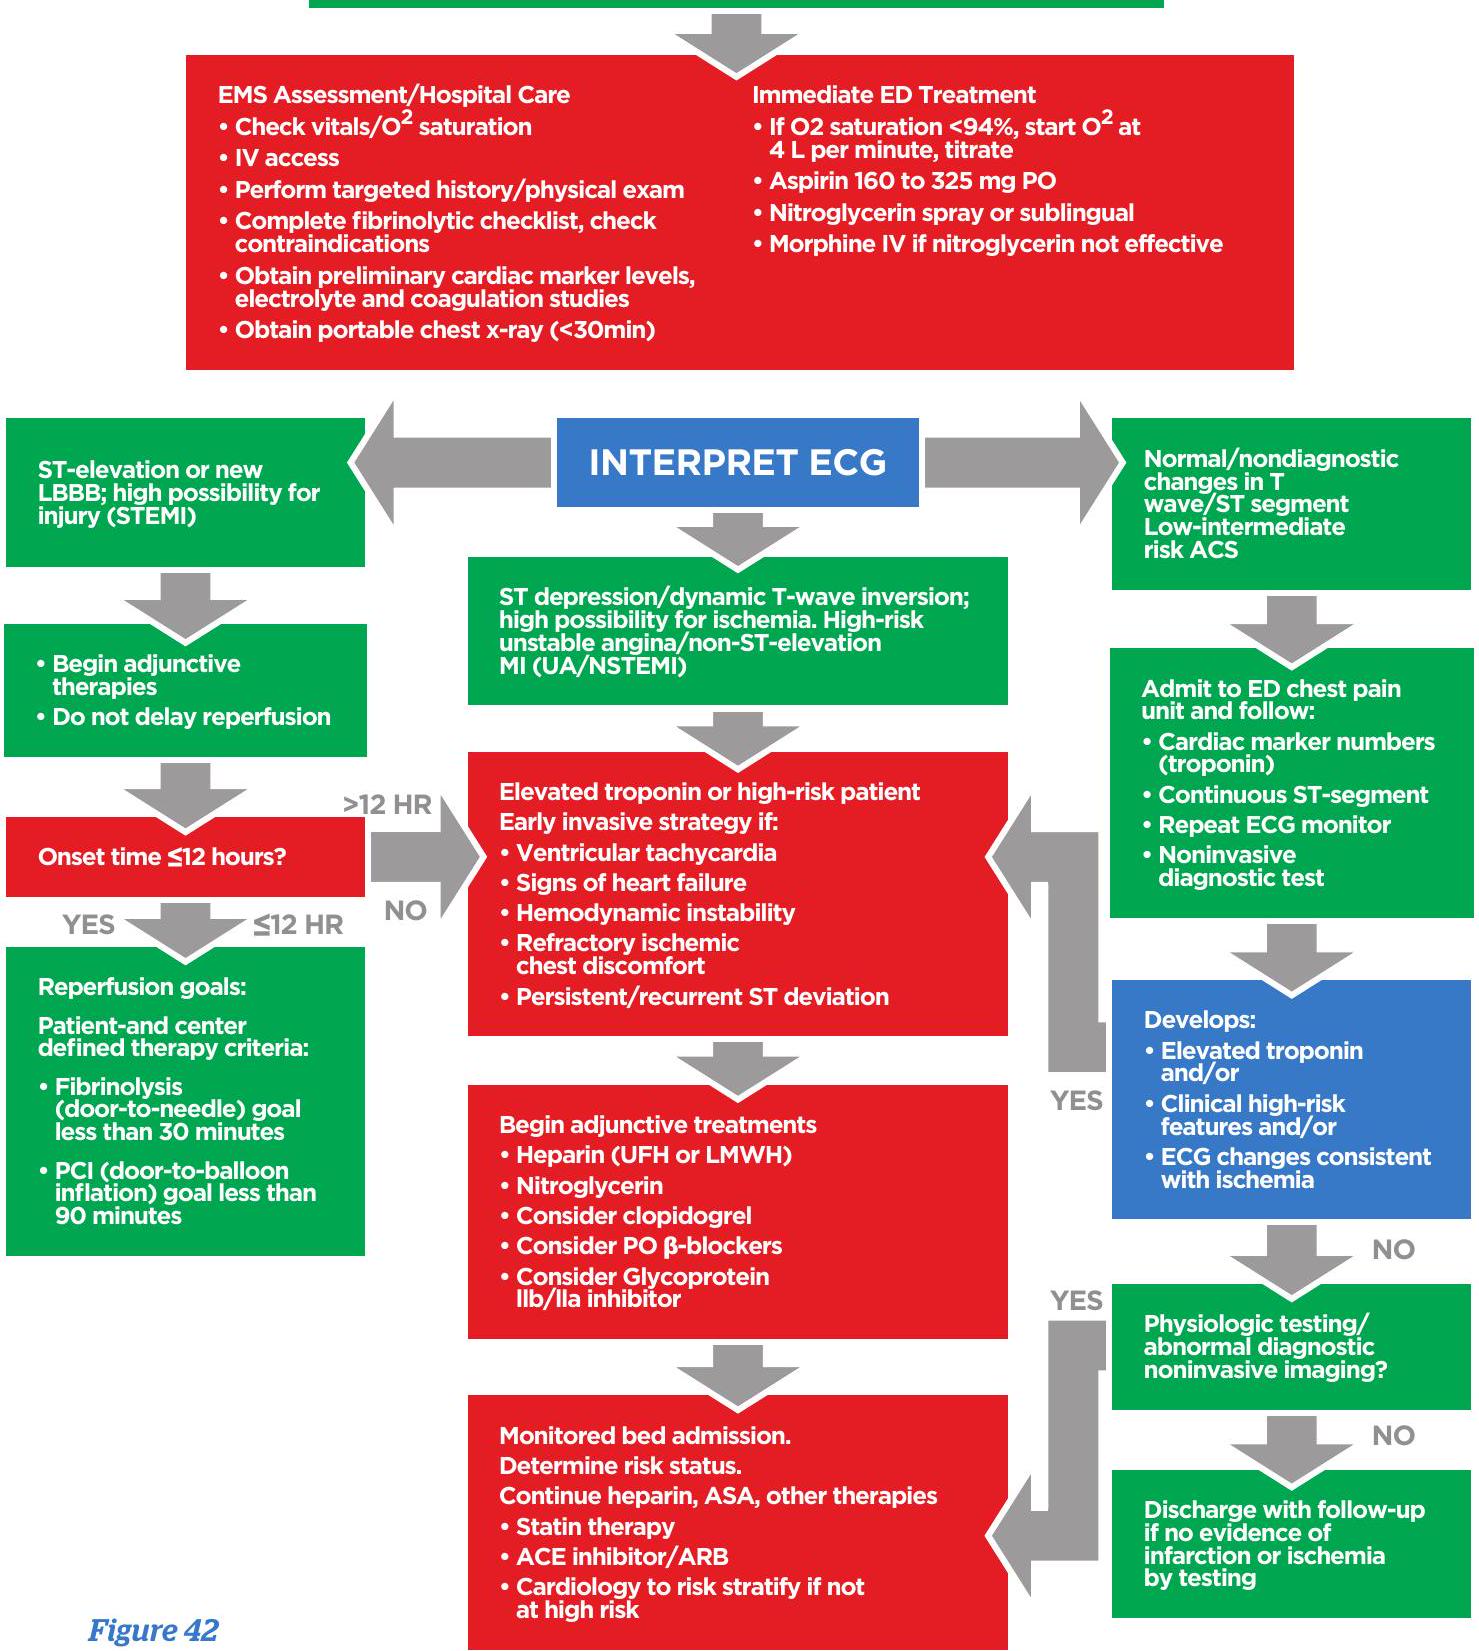 EMS Assessment/Hospital Care
• Check vitals/O² saturation
• IV access
• Perform targeted history/physical exam
• Complete fibrinolytic checklist, check
contraindications
• Obtain preliminary cardiac marker levels,
electrolyte and coagulation studies
• Obtain portable chest x-ray (<30min)
Immediate ED Treatment
• If O2 saturation <94%, start O² at
4 L per minute, titrate
• Aspirin 160 to 325 mg PO
• Nitroglycerin spray or sublingual
• Morphine IV if nitroglycerin not effective
INTERPRET ECG
ST-elevation or new
LBBB; high possibility for
injury (STEMI)
• Begin adjunctive
therapies
• Do not delay reperfusion
Onset time ≤12 hours?
>12 HR
NO
YES
≤12 HR
Reperfusion goals:
Patient-and center
defined therapy criteria:
• Fibrinolysis
(door-to-needle) goal
less than 30 minutes
• PCI (door-to-balloon
inflation) goal less than
90 minutes
ST depression/dynamic T-wave inversion;
high possibility for ischemia. High-risk
unstable angina/non-ST-elevation
MI (UA/NSTEMI)
Elevated troponin or high-risk patient
Early invasive strategy if:
• Ventricular tachycardia
• Signs of heart failure
• Hemodynamic instability
• Refractory ischemic
chest discomfort
• Persistent/recurrent ST deviation
Begin adjunctive treatments
• Heparin (UFH or LMWH)
• Nitroglycerin
• Consider clopidogrel
• Consider PO β-blockers
• Consider Glycoprotein
llb/lla inhibitor
Monitored bed admission.
Determine risk status.
Continue heparin, ASA, other therapies
• Statin therapy
• ACE inhibitor/ARB
• Cardiology to risk stratify if not
at high risk
Normal/nondiagnostic
changes in T
wave/ST segment
Low-intermediate
risk ACS
Admit to ED chest pain
unit and follow:
• Cardiac marker numbers
(troponin)
• Continuous ST-segment
• Repeat ECG monitor
• Noninvasive
diagnostic test
Develops:
• Elevated troponin
and/or
• Clinical high-risk
features and/or
• ECG changes consistent
with ischemia
YES
NO
Physiologic testing/
abnormal diagnostic
noninvasive imaging?
YES
NO
Discharge with follow-up
if no evidence of
infarction or ischemia
by testing
Figure 42